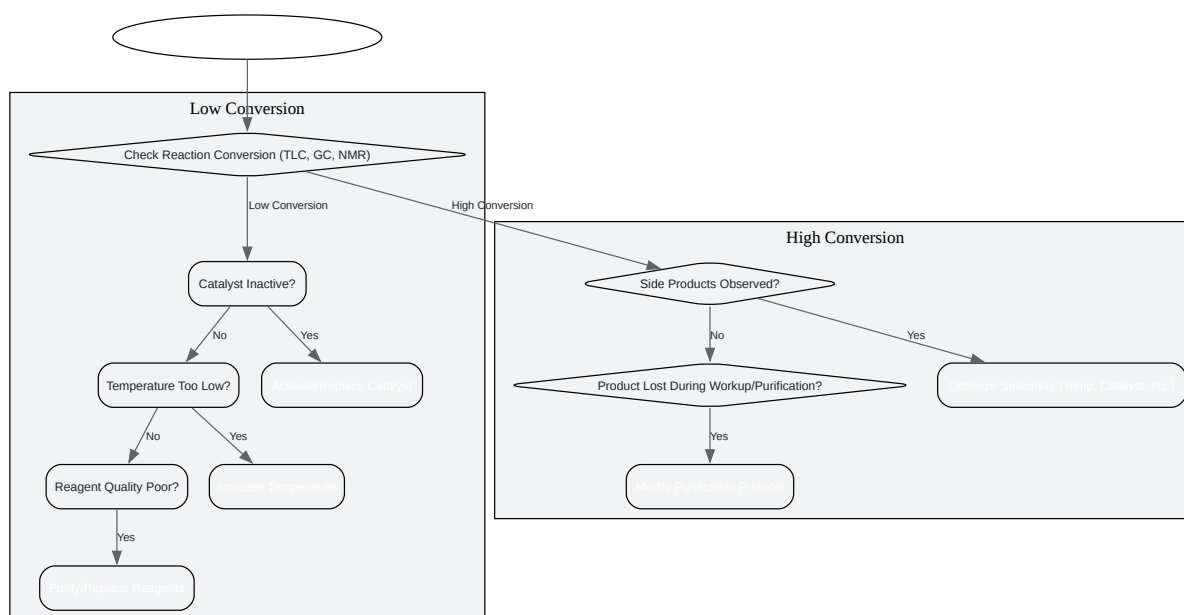 Low Conversion
Check Reaction Conversion (TLC, GC, NMR)
Low Conversion
High Conversion
High Conversion
Catalyst Inactive?
Side Products Observed?
No
Yes
No
Yes
Temperature Too Low?
Activate/Replace Catalyst
Product Lost During Workup/Purification?
Optimize Selectivity (Temp, Catalyst, etc.)
No
Yes
Yes
Reagent Quality Poor?
Increase Temperature
Modify Purification Protocol
Yes
Purify/Replace Reagents